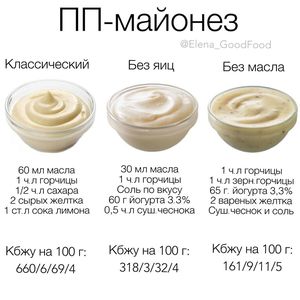 ПП-майонез
@Elena_GoodFood
Классический
Без яиц
Без масла
60 мл масла
1 ч.л горчицы
1/2 ч.л сахара
2 сырых желтка
1 ст.л сока лимона
30 мл масла
1 ч.л горчицы
Соль по вкусу
60 г йогурта 3.3%
0,5 ч.л суш.чеснока
1 ч.л горчицы
1 ч.л зерн.горчицы
65 г. йогурта 3,3%
2 вареных желтка
Суш чеснок и соль
Кбжу на 100 г:
660/6/69/4
Кбжу на 100 г:
318/3/32/4
Кбжу на 100 г:
161/9/11/5